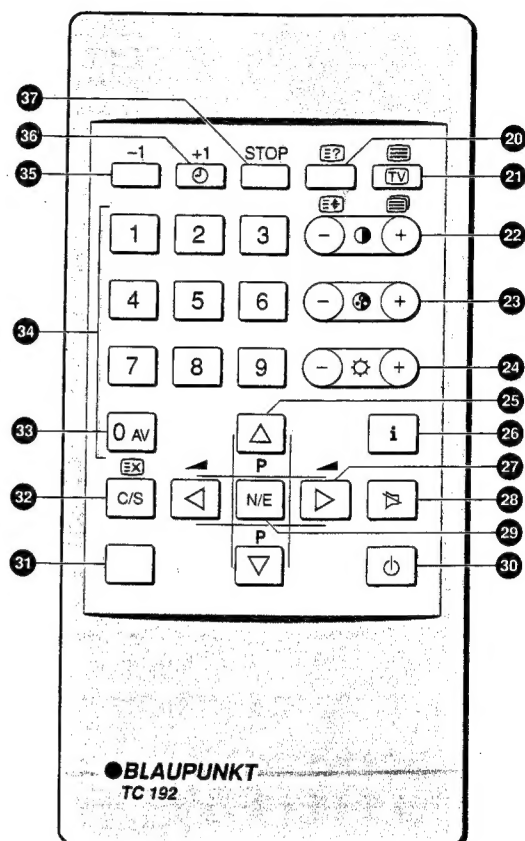 37
36
20
−1 +1 STOP
35
21
TV
22
1 2 3
− +
23
4 5 6
− +
34
24
7 8 9
− +
25
33
0 AV
i
26
P
27
32
C/S
N/E
28
29
31
P
30
BLAUPUNKT
TC 192